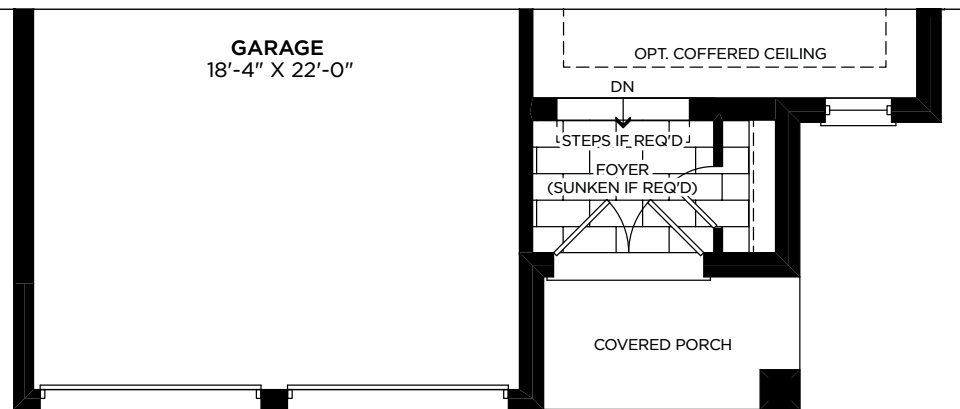 GARAGE
18'-4" X 22'-0"
OPT. COFFERED CEILING
DN
STEPS IF REQ'D
FOYER
(SUNKEN IF REQ'D)
COVERED PORCH